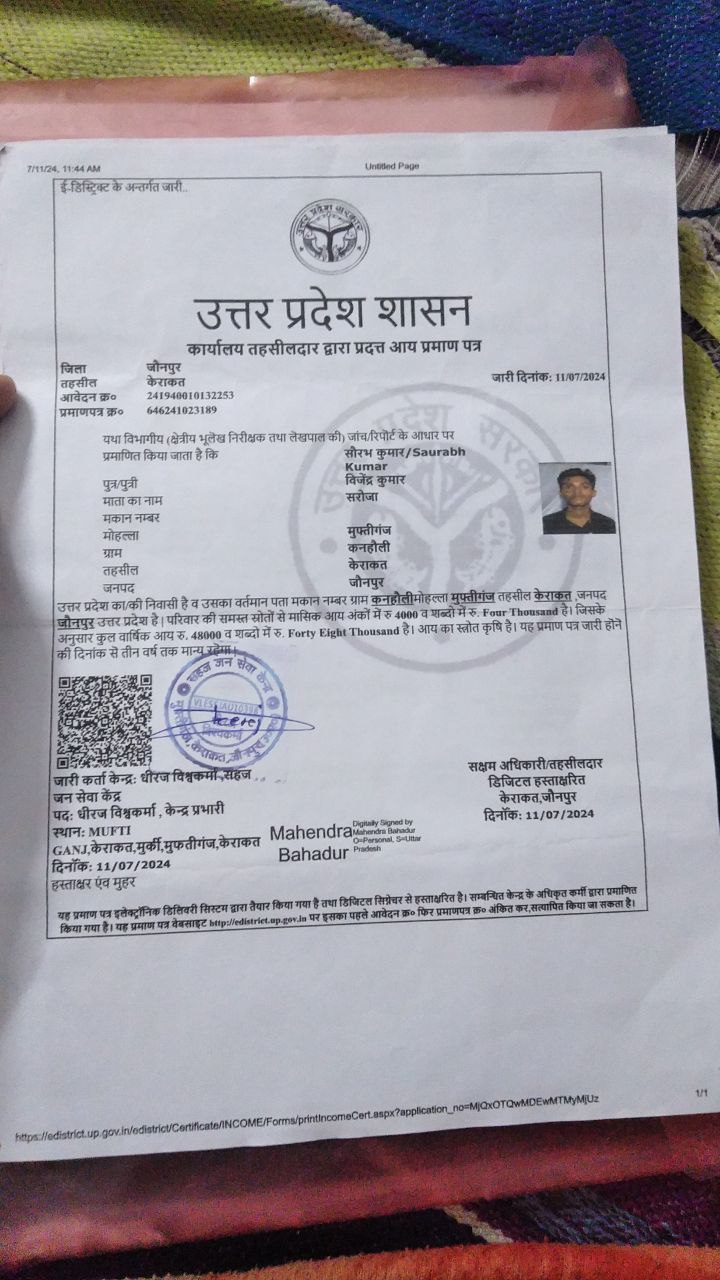 7/11/24, 11:44 AM Untitled Page
ई-डिस्ट्रिक्ट के अन्तर्गत जारी..
उत्तर प्रदेश सरकार
उत्तर प्रदेश शासन
कार्यालय तहसीलदार द्वारा प्रदत्त आय प्रमाण पत्र
जिला जौनपुर
तहसील केराकत जारी दिनांक: 11/07/2024
आवेदन क्र० 241940010132253
प्रमाणपत्र क्र० 646241023189
यथा विभागीय (क्षेत्रीय भूलेख निरीक्षक तथा लेखपाल की) जांच/रिपोर्ट के आधार पर
प्रमाणित किया जाता है कि सौरभ कुमार/Saurabh
Kumar
पुत्र/पुत्री विजेंद्र कुमार
माता का नाम सरोजा
मकान नम्बर
मोहल्ला मुफ्तीगंज
ग्राम कनहौली
तहसील केराकत
जनपद जौनपुर
उत्तर प्रदेश का/की निवासी है व उसका वर्तमान पता मकान नम्बर ग्राम कनहौलीमोहल्ला मुफ्तीगंज तहसील केराकत ,जनपद
जौनपुर उत्तर प्रदेश है| परिवार की समस्त स्रोतों से मासिक आय अंकों में रु 4000 व शब्दों में रु. Four Thousand है। जिसके
अनुसार कुल वार्षिक आय रु. 48000 व शब्दो में रु. Forty Eight Thousand है। आय का स्त्रोत कृषि है। यह प्रमाण पत्र जारी होने
की दिनांक से तीन वर्ष तक मान्य रहेगा।
सहज जन सेवा केन्द्र
जारी कर्ता केन्द्र: धीरज विश्वकर्मा ,सहज
जन सेवा केंद्र
पद: धीरज विश्वकर्मा , केन्द्र प्रभारी
स्थान: MUFTI
GANJ,केराकत,मुर्की,मुफतीगंज,केराकत
दिनाँक: 11/07/2024
हस्ताक्षर एंव मुहर
Mahendra
Bahadur
Digitally Signed by
Mahendra Bahadur
O=Personal, S=Uttar
Pradesh
सक्षम अधिकारी/तहसीलदार
डिजिटल हस्ताक्षरित
केराकत,जौनपुर
दिनाँक: 11/07/2024
यह प्रमाण पत्र इलेक्ट्रॉनिक डिलिवरी सिस्टम द्वारा तैयार किया गया है तथा डिजिटल सिग्नेचर से हस्ताक्षरित है। सम्बन्धित केन्द्र के अधिकृत कर्मी द्वारा प्रमाणित
किया गया है। यह प्रमाण पत्र वेबसाइट http://edistrict.up.gov.in पर इसका पहले आवेदन क्र० फिर प्रमाणपत्र क्र० अंकित कर,सत्यापित किया जा सकता है।
https://edistrict.up.gov.in/edistrict/Certificate/INCOME/Forms/printIncomeCert.aspx?application_no=MjQxOTQwMDEwMTMyMjUz 1/1